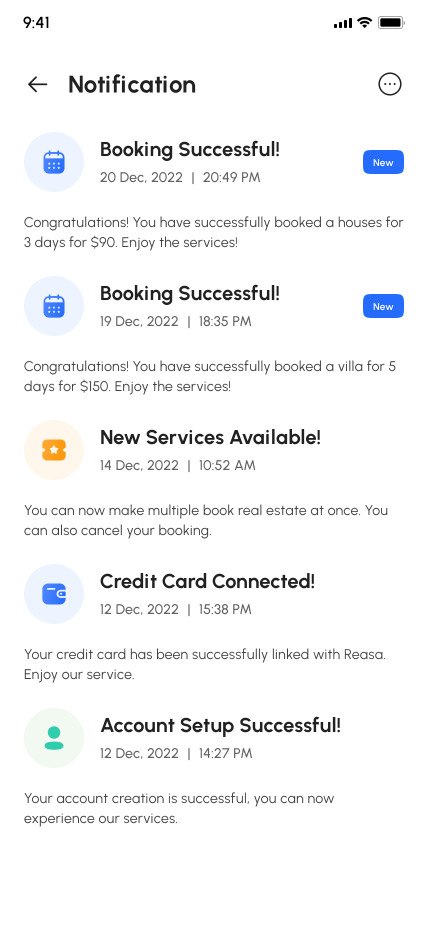 9:41
Notification
Booking Successful!
20 Dec, 2022 | 20:49 PM
New
Congratulations! You have successfully booked a houses for
3 days for $90. Enjoy the services!
Booking Successful!
19 Dec, 2022 | 18:35 PM
New
Congratulations! You have successfully booked a villa for 5
days for $150. Enjoy the services!
New Services Available!
14 Dec, 2022 | 10:52 AM
You can now make multiple book real estate at once. You
can also cancel your booking.
Credit Card Connected!
12 Dec, 2022 | 15:38 PM
Your credit card has been successfully linked with Reasa.
Enjoy our service.
Account Setup Successful!
12 Dec, 2022 | 14:27 PM
Your account creation is successful, you can now
experience our services.